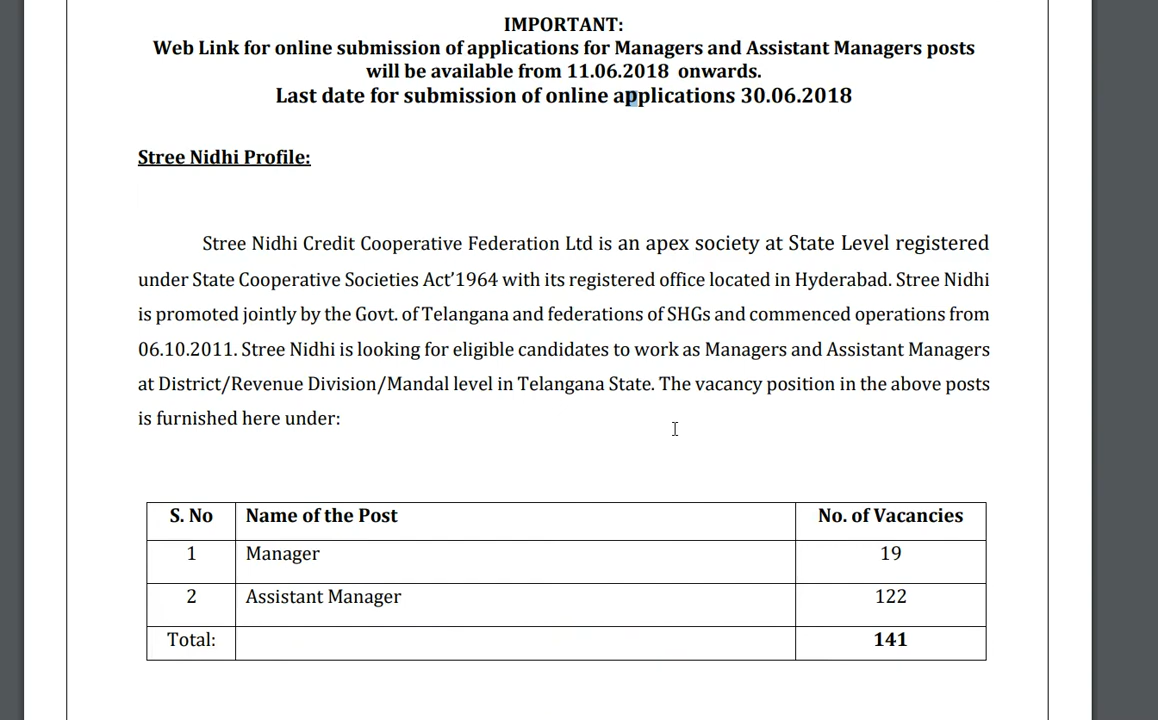 IMPORTANT:
Web Link for online submission of applications for Managers and Assistant Managers posts
will be available from 11.06.2018 onwards.
Last date for submission of online applications 30.06.2018
Stree Nidhi Profile:
Stree Nidhi Credit Cooperative Federation Ltd is an apex society at State Level registered
under State Cooperative Societies Act’1964 with its registered office located in Hyderabad. Stree Nidhi
is promoted jointly by the Govt. of Telangana and federations of SHGs and commenced operations from
06.10.2011. Stree Nidhi is looking for eligible candidates to work as Managers and Assistant Managers
at District/Revenue Division/Mandal level in Telangana State. The vacancy position in the above posts
is furnished here under:
S. No Name of the Post No. of Vacancies
1 Manager 19
2 Assistant Manager 122
Total: 141